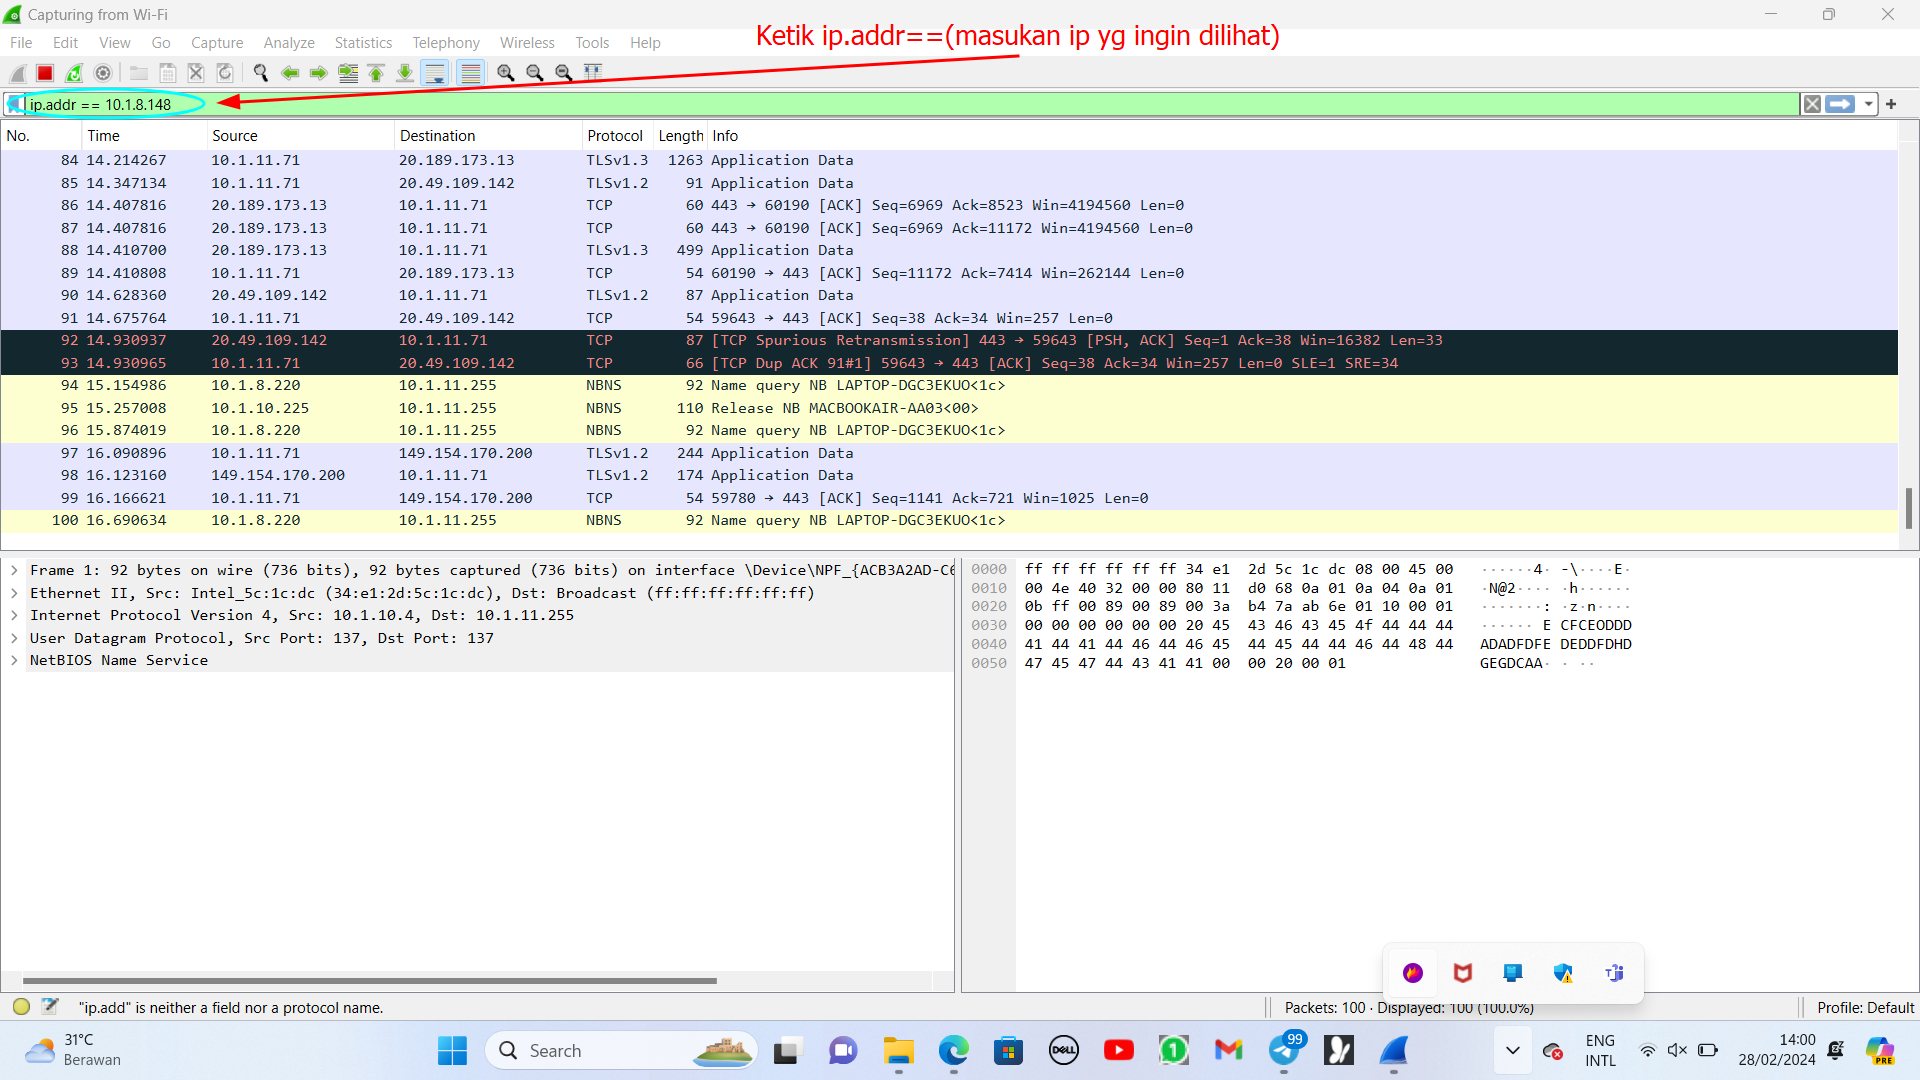 Capturing from Wi-Fi
File Edit View Go Capture Analyze Statistics Telephony Wireless Tools Help
Ketik ip.addr==(masukan ip yg ingin dilihat)
ip.addr == 10.1.8.148
No. Time Source Destination Protocol Length Info
84 14.214267 10.1.11.71 20.189.173.13 TLSv1.3 1263 Application Data
85 14.347134 10.1.11.71 20.49.109.142 TLSv1.2 91 Application Data
86 14.407816 20.189.173.13 10.1.11.71 TCP 60 443 → 60190 [ACK] Seq=6969 Ack=8523 Win=4194560 Len=0
87 14.407816 20.189.173.13 10.1.11.71 TCP 60 443 → 60190 [ACK] Seq=6969 Ack=11172 Win=4194560 Len=0
88 14.410700 20.189.173.13 10.1.11.71 TLSv1.3 499 Application Data
89 14.410808 10.1.11.71 20.189.173.13 TCP 54 60190 → 443 [ACK] Seq=11172 Ack=7414 Win=262144 Len=0
90 14.628360 20.49.109.142 10.1.11.71 TLSv1.2 87 Application Data
91 14.675764 10.1.11.71 20.49.109.142 TCP 54 59643 → 443 [ACK] Seq=38 Ack=34 Win=257 Len=0
92 14.930937 20.49.109.142 10.1.11.71 TCP 87 [TCP Spurious Retransmission] 443 → 59643 [PSH, ACK] Seq=1 Ack=38 Win=16382 Len=33
93 14.930965 10.1.11.71 20.49.109.142 TCP 66 [TCP Dup ACK 91#1] 59643 → 443 [ACK] Seq=38 Ack=34 Win=257 Len=0 SLE=1 SRE=34
94 15.154986 10.1.8.220 10.1.11.255 NBNS 92 Name query NB LAPTOP-DGC3EKUO<1c>
95 15.257008 10.1.10.225 10.1.11.255 NBNS 110 Release NB MACBOOKAIR-AA03<00>
96 15.874019 10.1.8.220 10.1.11.255 NBNS 92 Name query NB LAPTOP-DGC3EKUO<1c>
97 16.090896 10.1.11.71 149.154.170.200 TLSv1.2 244 Application Data
98 16.123160 149.154.170.200 10.1.11.71 TLSv1.2 174 Application Data
99 16.166621 10.1.11.71 149.154.170.200 TCP 54 59780 → 443 [ACK] Seq=1141 Ack=721 Win=1025 Len=0
100 16.690634 10.1.8.220 10.1.11.255 NBNS 92 Name query NB LAPTOP-DGC3EKUO<1c>
Frame 1: 92 bytes on wire (736 bits), 92 bytes captured (736 bits) on interface \Device\NPF_{ACB3A2AD-C6
Ethernet II, Src: Intel_5c:1c:dc (34:e1:2d:5c:1c:dc), Dst: Broadcast (ff:ff:ff:ff:ff:ff)
Internet Protocol Version 4, Src: 10.1.10.4, Dst: 10.1.11.255
User Datagram Protocol, Src Port: 137, Dst Port: 137
NetBIOS Name Service
0000 ff ff ff ff ff ff 34 e1 2d 5c 1c dc 08 00 45 00 ······4· -\····E·
0010 00 4e 40 32 00 00 80 11 d0 68 0a 01 0a 04 0a 01 ·N@2···· ·h······
0020 0b ff 00 89 00 89 00 3a b4 7a ab 6e 01 10 00 01 ·······: ·z·n····
0030 00 00 00 00 00 00 20 45 43 46 43 45 4f 44 44 44 ······ E CFCEODDD
0040 41 44 41 44 46 44 46 45 44 45 44 44 46 44 48 44 ADADFDFE DEDDFDHD
0050 47 45 47 44 43 41 41 00 00 20 00 01 GEGDCAA· · ··
"ip.add" is neither a field nor a protocol name.
Packets: 100 · Displayed: 100 (100.0%)
Profile: Default
31°C
Berawan
Search
DELL
1
99
PRE
ENG
INTL
14:00
28/02/2024